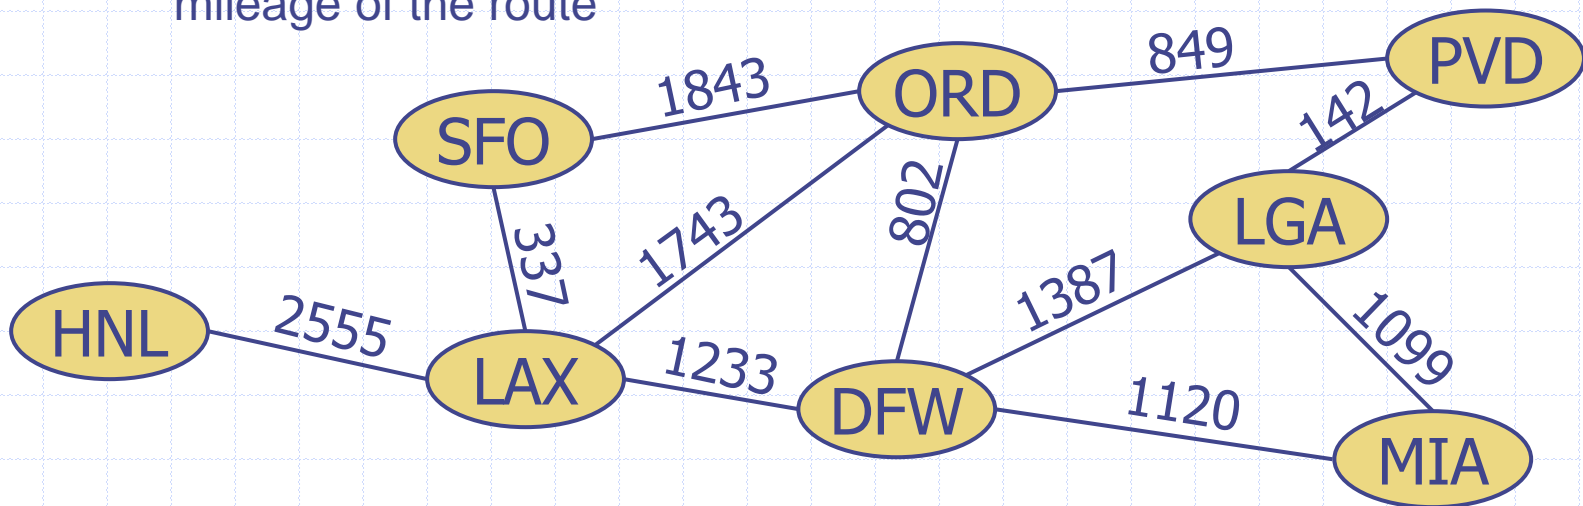 mileage of the route
849
PVD
1843
ORD
142
SFO
802
LGA
1743
337
1387
HNL
2555
1099
LAX
1233
DFW
1120
MIA